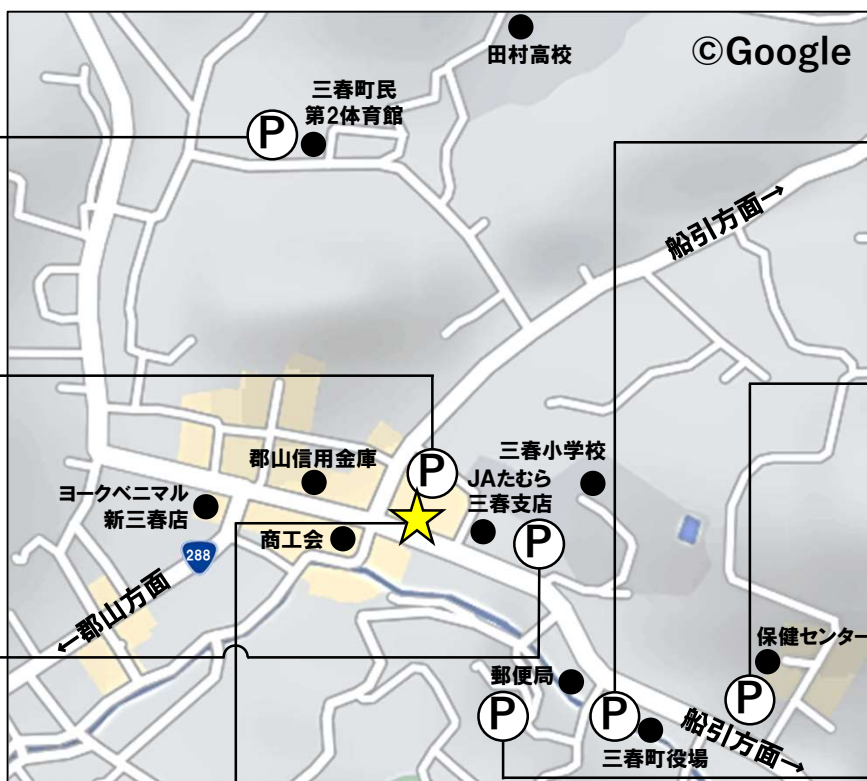 田村高校
©Google
三春町民
第2体育館
P
船引方面→
三春小学校
郡山信用金庫
P
JAたむら
三春支店
ヨークベニマル
新三春店
商工会
P
288
←郡山方面
保健センター
郵便局
P
P
P
船引方面→
三春町役場